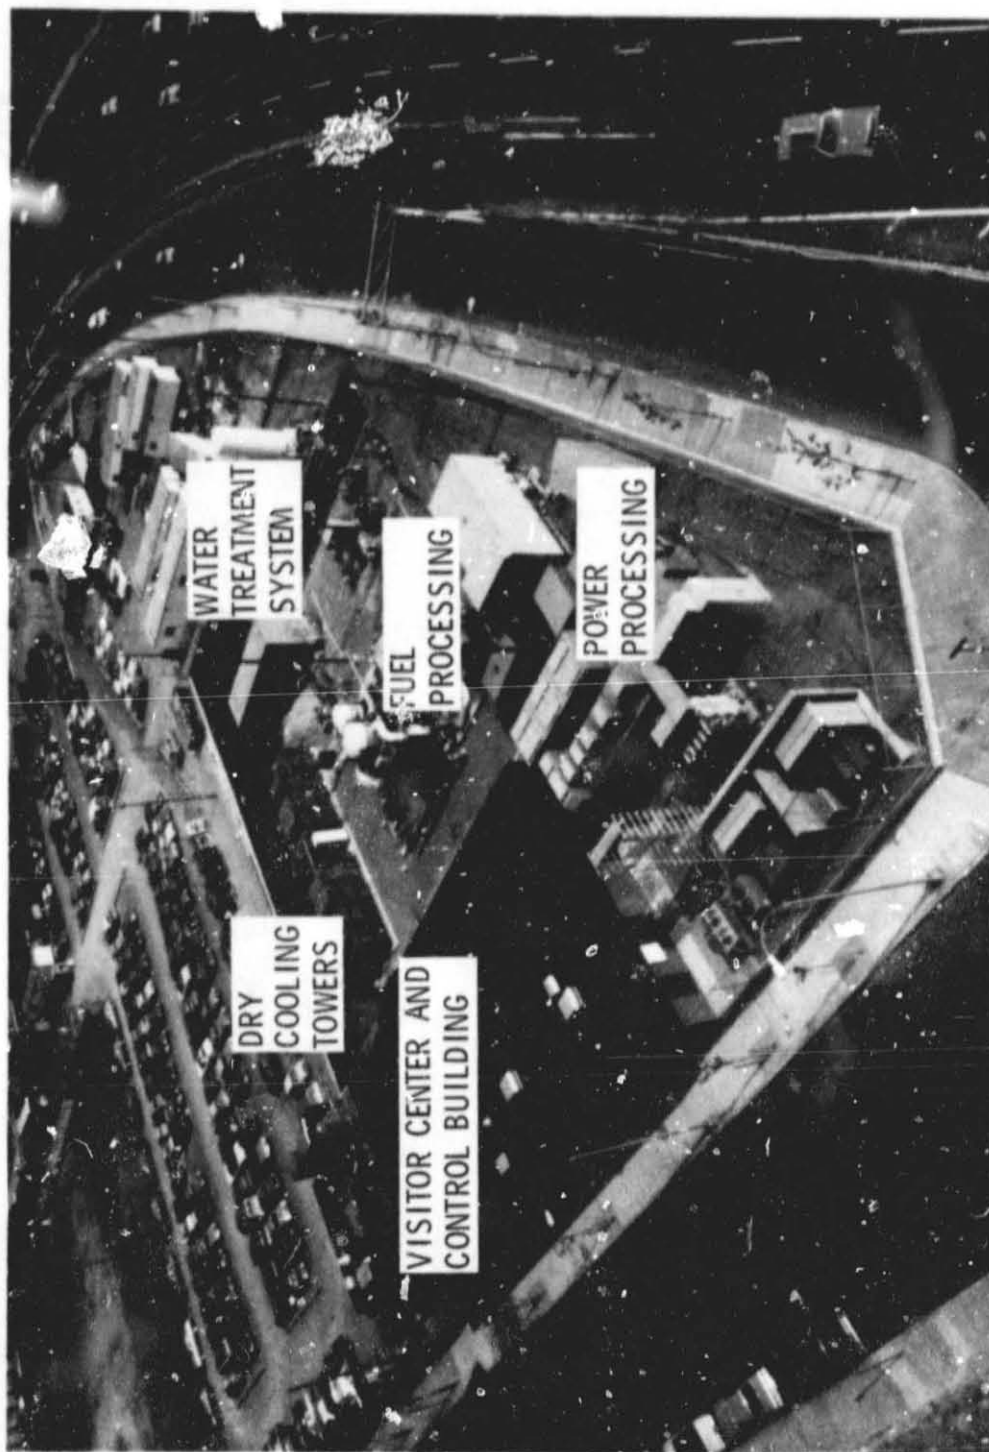 WATER
TREATMENT
SYSTEM
FUEL
PROCESSING
POWER
PROCESSING
DRY
COOLING
TOWERS
VISITOR CENTER AND
CONTROL BUILDING